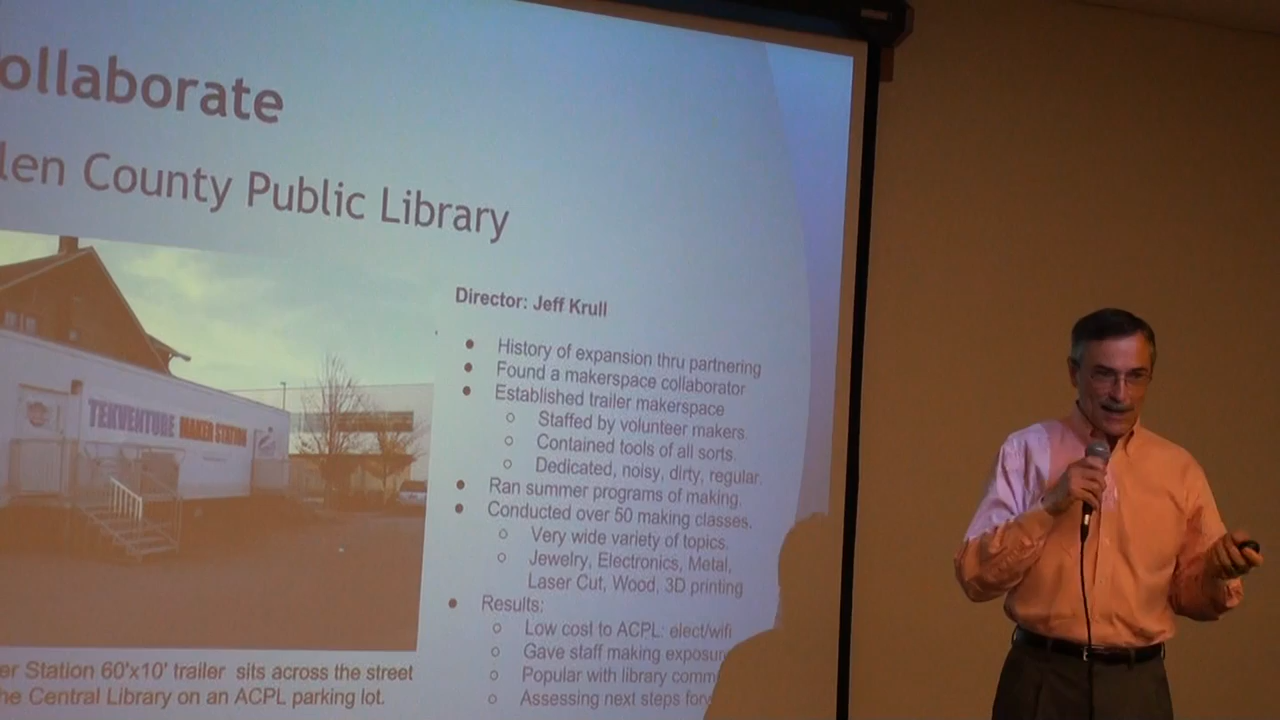 ollaborate
len County Public Library
TEKVENTURE MAKER STATION
Director: Jeff Krull
● History of expansion thru partnering
● Found a makerspace collaborator
● Established trailer makerspace
○ Staffed by volunteer makers.
○ Contained tools of all sorts.
○ Dedicated, noisy, dirty, regular.
● Ran summer programs of making.
● Conducted over 50 making classes.
○ Very wide variety of topics.
○ Jewelry, Electronics, Metal,
Laser Cut, Wood, 3D printing
● Results:
○ Low cost to ACPL: elect/wifi
○ Gave staff making exposure
○ Popular with library comm
○ Assessing next steps forw
er Station 60'x10' trailer sits across the street
he Central Library on an ACPL parking lot.